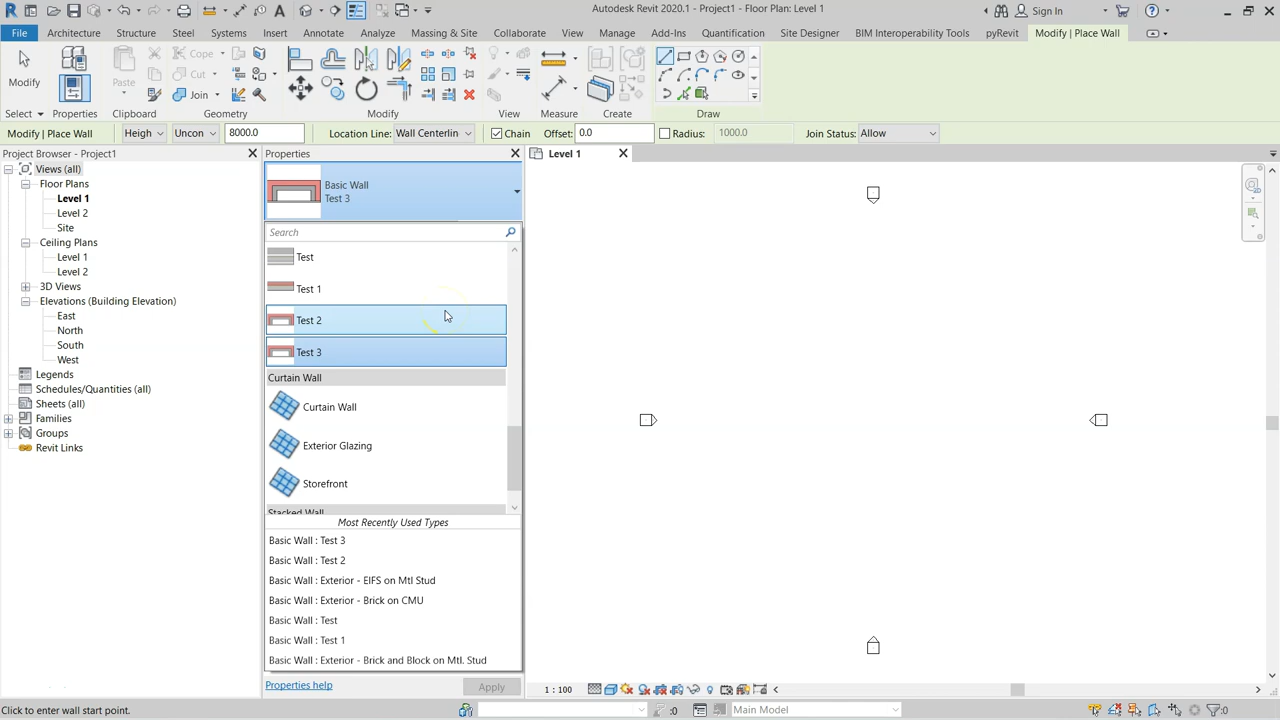 Autodesk Revit 2020.1 - Project1 - Floor Plan: Level 1
Sign In
File Architecture Structure Steel Systems Insert Annotate Analyze Massing & Site Collaborate View Manage Add-Ins Quantification Site Designer BIM Interoperability Tools pyRevit Modify | Place Wall
Modify
Paste
Cope
Cut
Join
Select Properties Clipboard Geometry Modify View Measure Create Draw
Modify | Place Wall Heigh Uncon 8000.0 Location Line: Wall Centerlin Chain Offset: 0.0 Radius: 1000.0 Join Status: Allow
Project Browser - Project1
Views (all)
Floor Plans
Level 1
Level 2
Site
Ceiling Plans
Level 1
Level 2
3D Views
Elevations (Building Elevation)
East
North
South
West
Legends
Schedules/Quantities (all)
Sheets (all)
Families
Groups
Revit Links
Properties
Basic Wall
Test 3
Search
Test
Test 1
Test 2
Test 3
Curtain Wall
Curtain Wall
Exterior Glazing
Storefront
Stacked Wall
Most Recently Used Types
Basic Wall : Test 3
Basic Wall : Test 2
Basic Wall : Exterior - EIFS on Mtl Stud
Basic Wall : Exterior - Brick on CMU
Basic Wall : Test
Basic Wall : Test 1
Basic Wall : Exterior - Brick and Block on Mtl. Stud
Properties help
Apply
Level 1
1 : 100
Click to enter wall start point.
:0
Main Model
:0